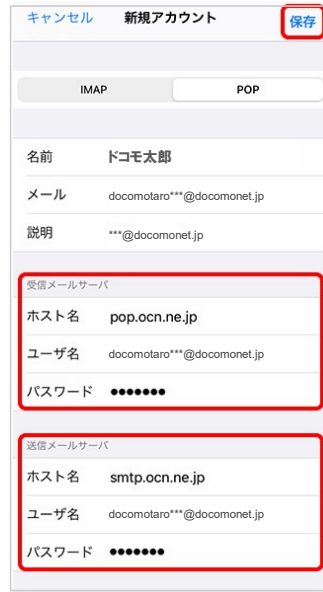 キャンセル 新規アカウント 保存
IMAP POP
名前 ドコモ太郎
メール docomotaro***@docomonet.jp
説明 ***@docomonet.jp
受信メールサーバ
ホスト名 pop.ocn.ne.jp
ユーザ名 docomotaro***@docomonet.jp
パスワード ●●●●●●●
送信メールサーバ
ホスト名 smtp.ocn.ne.jp
ユーザ名 docomotaro***@docomonet.jp
パスワード ●●●●●●●